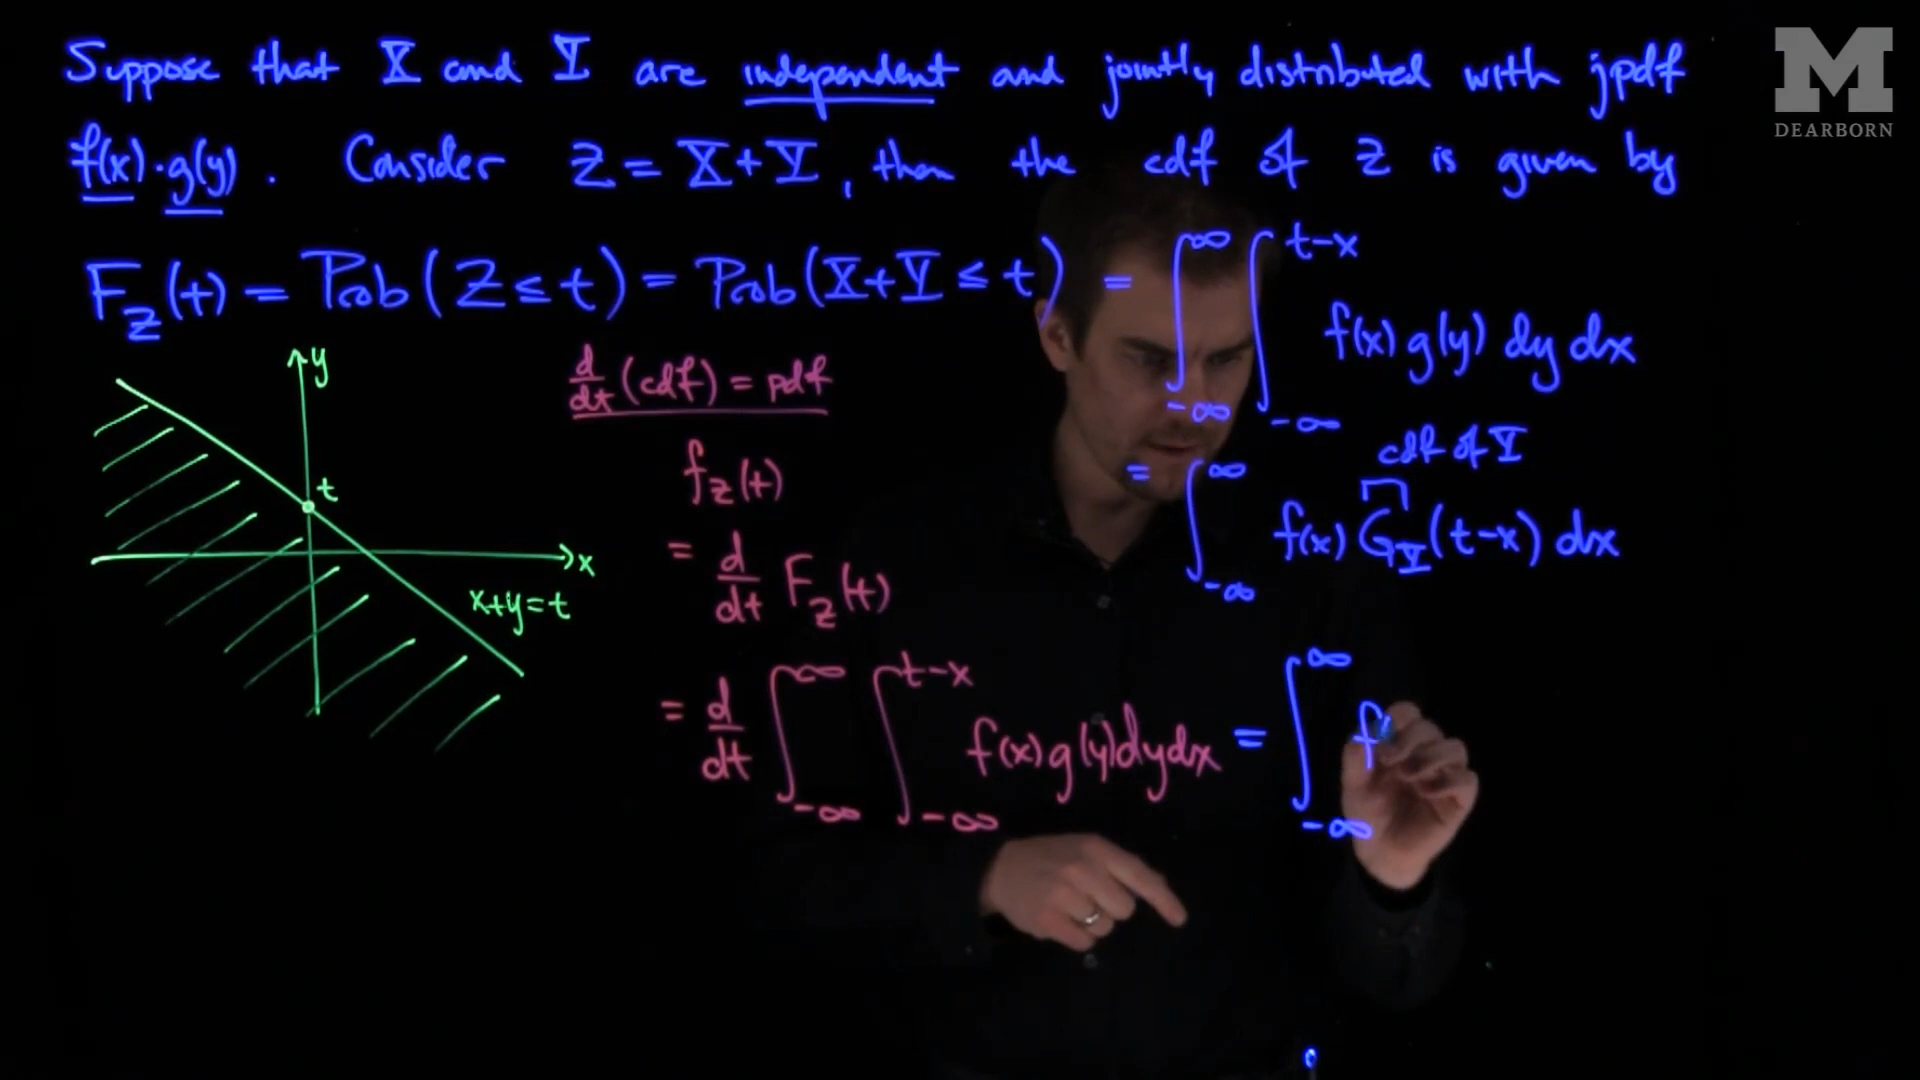 Suppose that X and Y are independent and jointly distributed with jpdf
f(x)·g(y). Consider Z = X+Y, then the cdf of Z is given by
F_Z(t) = Prob(Z ≤ t) = Prob(X+Y ≤ t) = ∫_{-∞}^{∞} ∫_{-∞}^{t-x} f(x) g(y) dy dx
cdf of Y
= ∫_{-∞}^{∞} f(x) G_Y(t-x) dx
y
t
x
x+y=t
d/dt (cdf) = pdf
f_Z(t)
= d/dt F_Z(t)
= d/dt ∫_{-∞}^{∞} ∫_{-∞}^{t-x} f(x) g(y) dy dx = ∫_{-∞}^{∞} f
M
DEARBORN